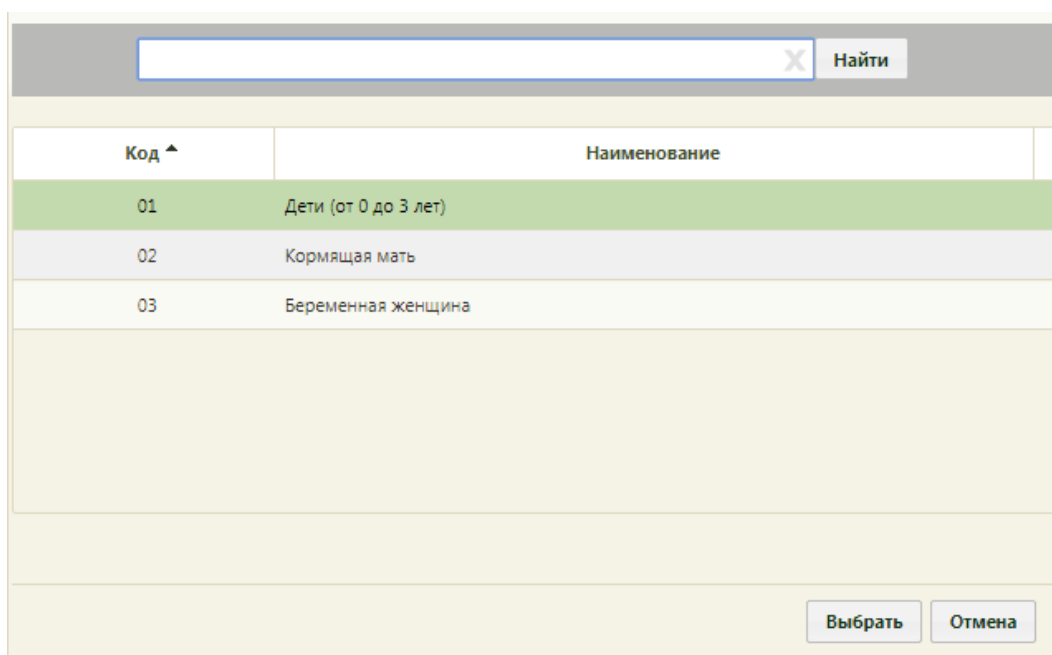 Найти
Код Наименование
01 Дети (от 0 до 3 лет)
02 Кормящая мать
03 Беременная женщина
Выбрать Отмена